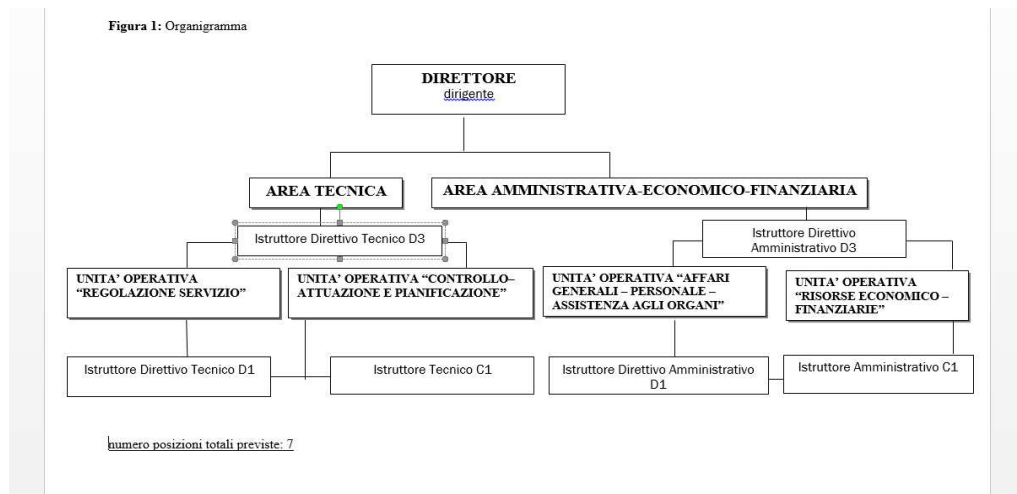 Figura 1: Organigramma
DIRETTORE
dirigente
AREA TECNICA
AREA AMMINISTRATIVA-ECONOMICO-FINANZIARIA
Istruttore Direttivo Tecnico D3
Istruttore Direttivo
Amministrativo D3
UNITA’ OPERATIVA
“REGOLAZIONE SERVIZIO”
UNITA’ OPERATIVA “CONTROLLO–
ATTUAZIONE E PIANIFICAZIONE”
UNITA’ OPERATIVA “AFFARI
GENERALI – PERSONALE –
ASSISTENZA AGLI ORGANI”
UNITA’ OPERATIVA
“RISORSE ECONOMICO –
FINANZIARIE”
Istruttore Direttivo Tecnico D1
Istruttore Tecnico C1
Istruttore Direttivo Amministrativo
D1
Istruttore Amministrativo C1
numero posizioni totali previste: 7